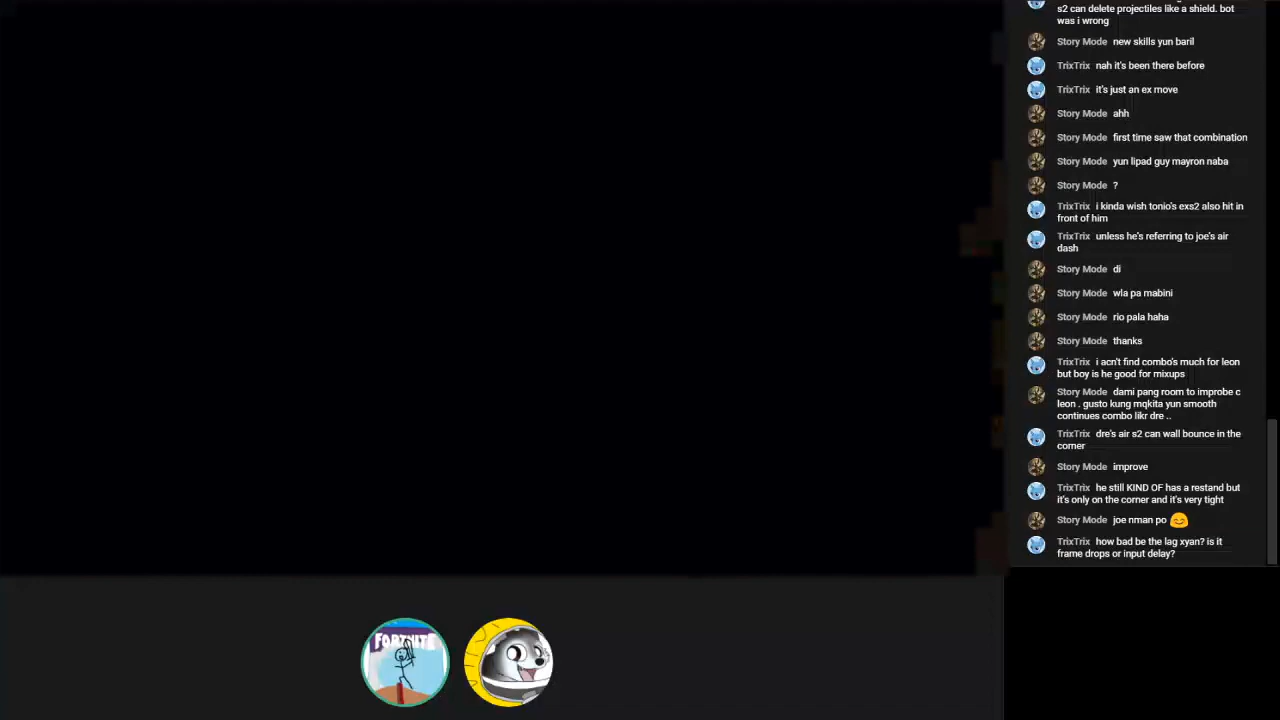 s2 can delete projectiles like a shield. bot
was i wrong
Story Mode new skills yun baril
TrixTrix nah it's been there before
TrixTrix it's just an ex move
Story Mode ahh
Story Mode first time saw that combination
Story Mode yun lipad guy mayron naba
Story Mode ?
TrixTrix i kinda wish tonio's exs2 also hit in
front of him
TrixTrix unless he's referring to joe's air
dash
Story Mode di
Story Mode wla pa mabini
Story Mode rio pala haha
Story Mode thanks
TrixTrix i acn't find combo's much for leon
but boy is he good for mixups
Story Mode dami pang room to improbe c
leon . gusto kung mqkita yun smooth
continues combo likr dre ..
TrixTrix dre's air s2 can wall bounce in the
corner
Story Mode improve
TrixTrix he still KIND OF has a restand but
it's only on the corner and it's very tight
Story Mode joe nman po 😊
TrixTrix how bad be the lag xyan? is it
frame drops or input delay?
FORTNITE